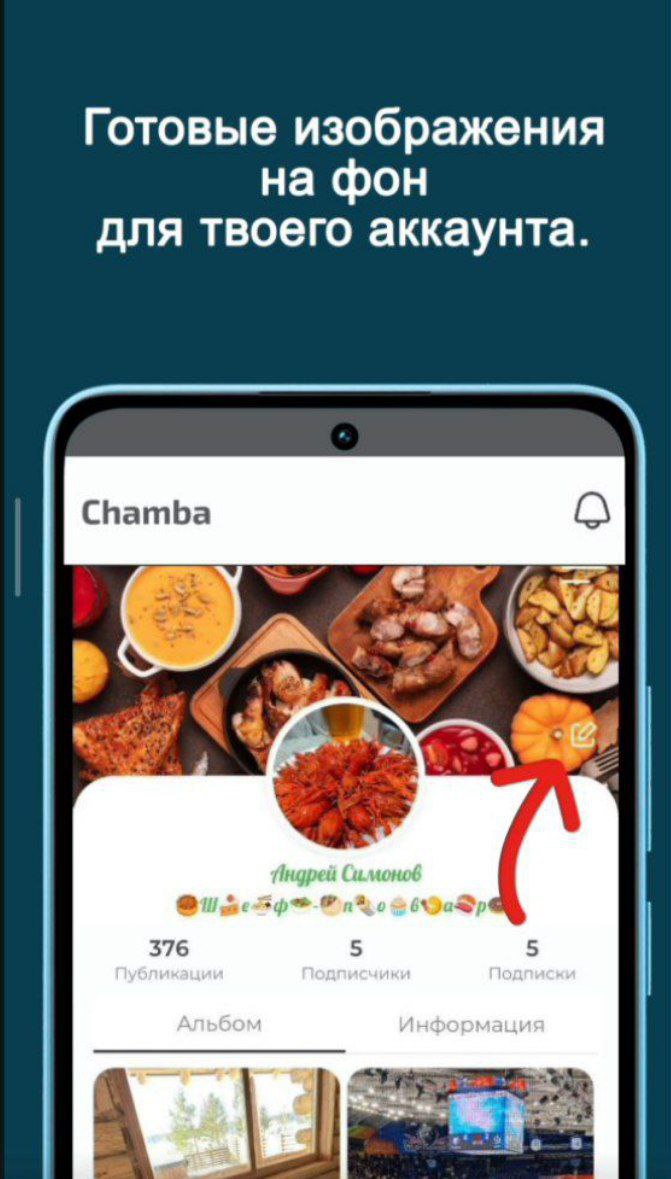 Готовые изображения
на фон
для твоего аккаунта.
Chamba
Андрей Симонов
🍔Ш🍰е🍜ф🥗-🥙п🌯о🧁в🍤а🍣р🍩
376 5 5
Публикации Подписчики Подписки
Альбом Информация